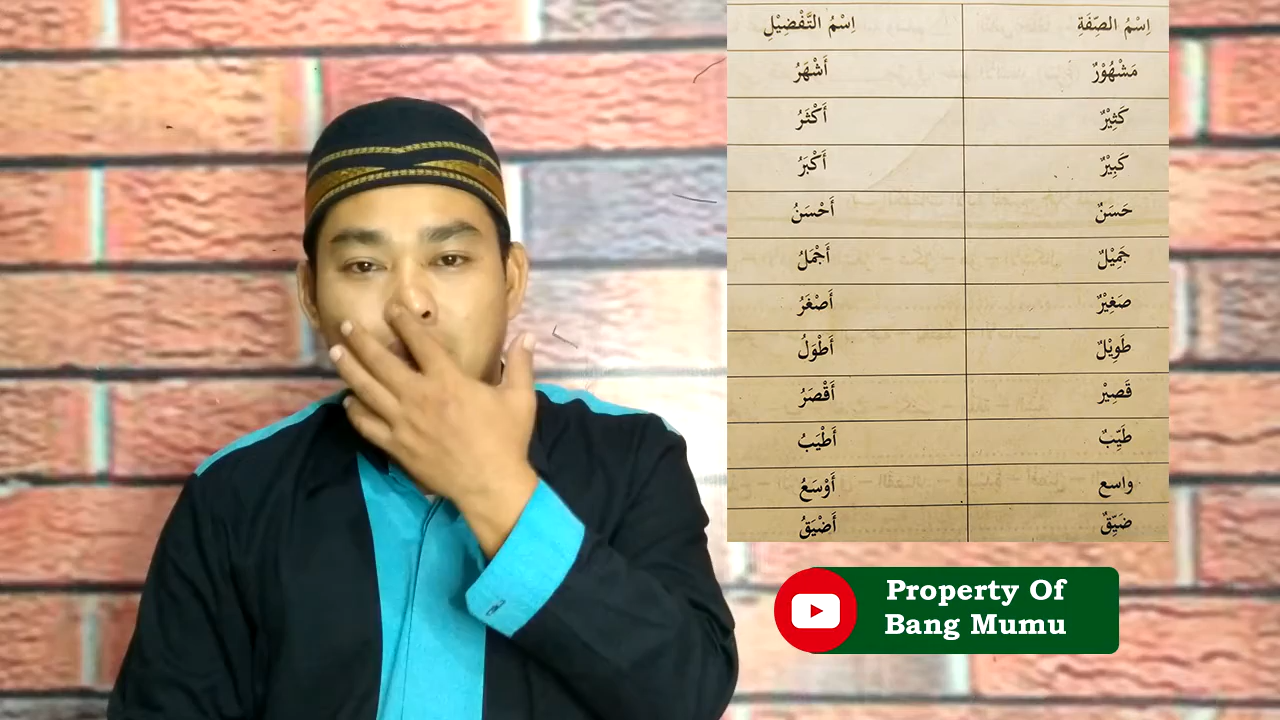 اِسْمُ الصِّفَةِ اِسْمُ التَّفْضِيْلِ
مَشْهُوْرٌ أَشْهَرُ
كَثِيْرٌ أَكْثَرُ
كَبِيْرٌ أَكْبَرُ
حَسَنٌ أَحْسَنُ
جَمِيْلٌ أَجْمَلُ
صَغِيْرٌ أَصْغَرُ
طَوِيْلٌ أَطْوَلُ
قَصِيْرٌ أَقْصَرُ
طَيِّبٌ أَطْيَبُ
واسع أَوْسَعُ
ضَيِّقٌ أَضْيَقُ
Property Of
Bang Mumu